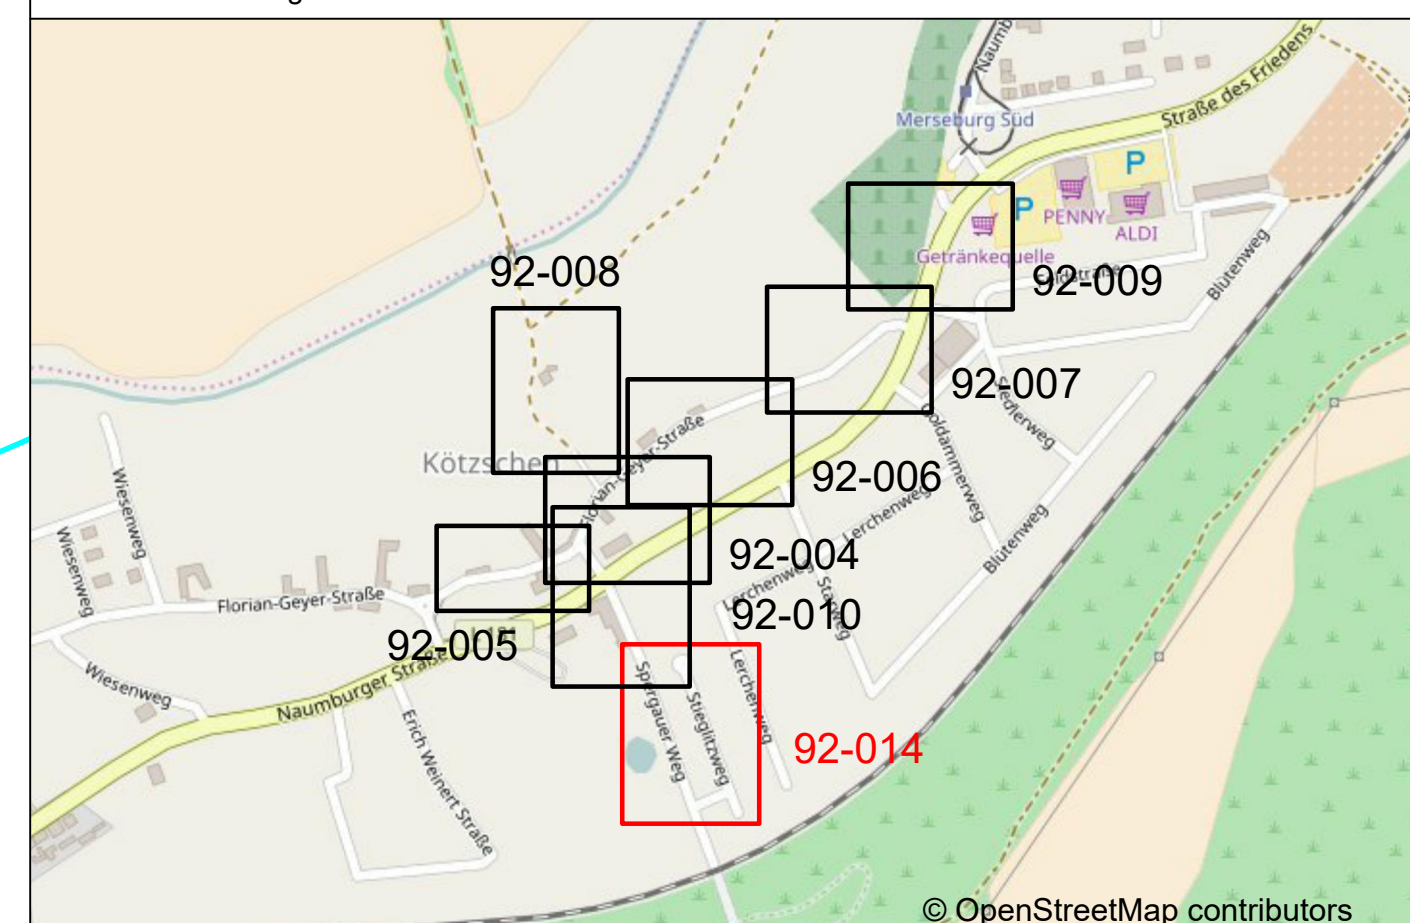 Naumb
Straße des Friedens
Merseburg Süd
P
PENNY
P
ALDI
Getränkequelle
92-009
Blütenweg
92-008
92-007
Siedlerweg
Goldammerweg
Florian-Geyer-Straße
Kötzschen
92-006
Lerchenweg
Wiesenweg
Wiesenweg
Blütenweg
92-004
Lerchenweg
Starweg
Florian-Geyer-Straße
92-010
92-005
Lerchenweg
Spergauer Weg
Stieglitzweg
Wiesenweg
Naumburger Straße
Erich Weinert Straße
92-014
© OpenStreetMap contributors